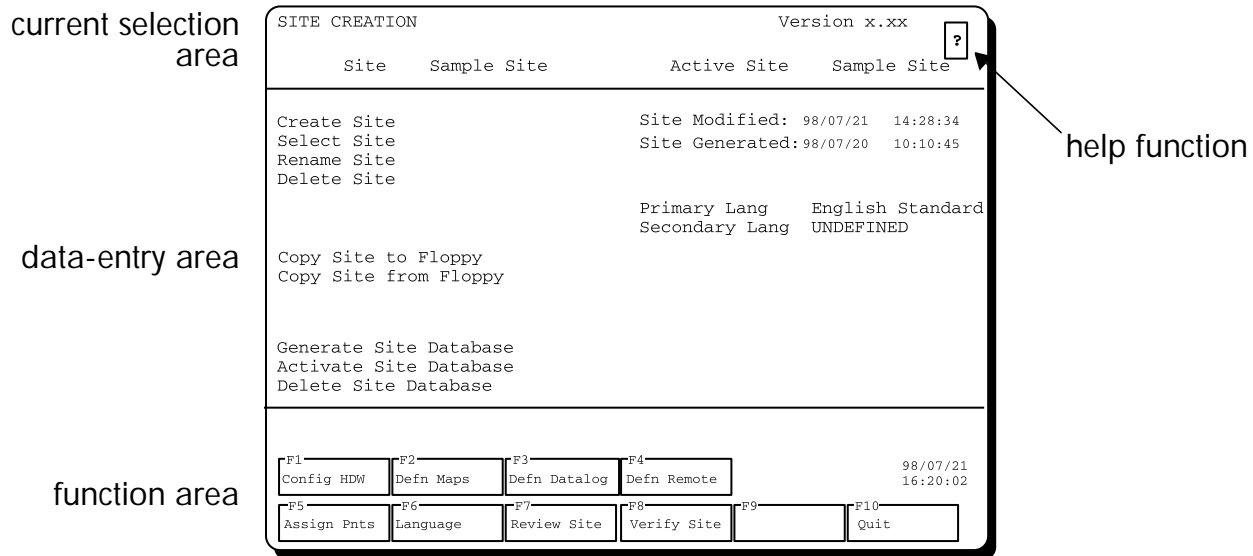 current selection
area
SITE CREATION Version x.xx
?
Site Sample Site Active Site Sample Site
help function
Create Site Site Modified: 98/07/21 14:28:34
Select Site Site Generated: 98/07/20 10:10:45
Rename Site
Delete Site
Primary Lang English Standard
Secondary Lang UNDEFINED
data-entry area
Copy Site to Floppy
Copy Site from Floppy
Generate Site Database
Activate Site Database
Delete Site Database
function area
F1 F2 F3 F4
Config HDW Defn Maps Defn Datalog Defn Remote
98/07/21
16:20:02
F5 F6 F7 F8 F9 F10
Assign Pnts Language Review Site Verify Site Quit